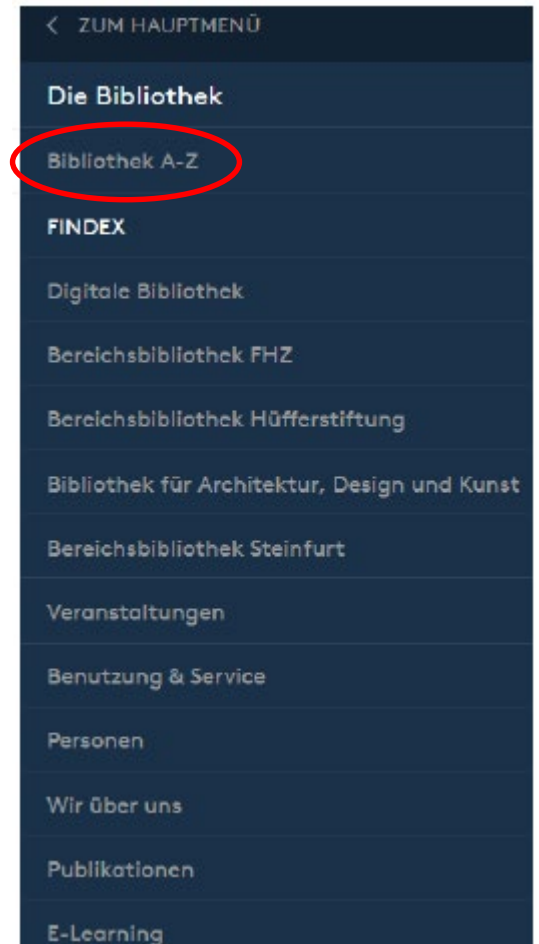 < ZUM HAUPTMENÜ
Die Bibliothek
Bibliothek A-Z
FINDEX
Digitale Bibliothek
Bereichsbibliothek FHZ
Bereichsbibliothek Hüfferstiftung
Bibliothek für Architektur, Design und Kunst
Bereichsbibliothek Steinfurt
Veranstaltungen
Benutzung & Service
Personen
Wir über uns
Publikationen
E-Learning